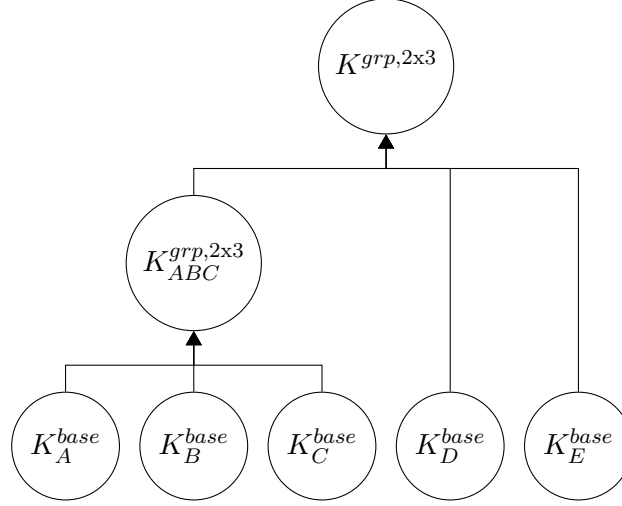 K^{grp,2x3}
K_{ABC}^{grp,2x3}
K_A^{base} K_B^{base} K_C^{base} K_D^{base} K_E^{base}